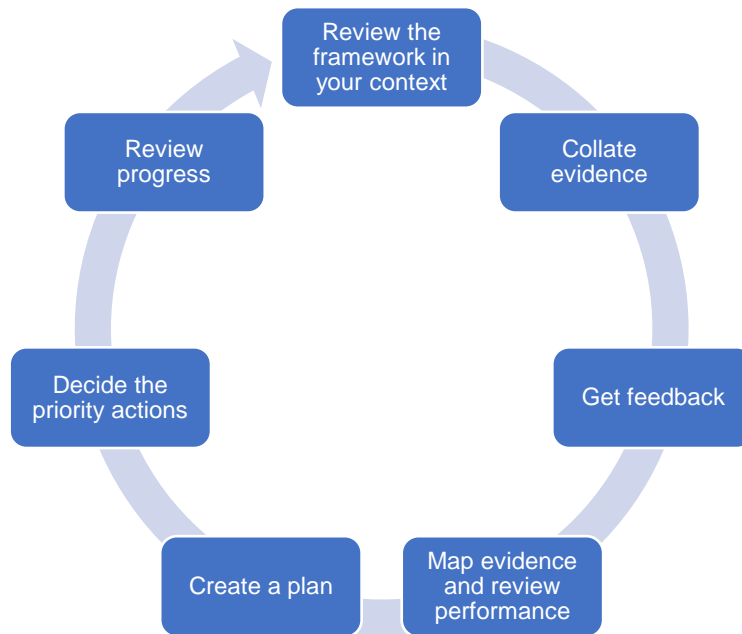 Review the
framework in
your context
Collate
evidence
Get feedback
Map evidence
and review
performance
Create a plan
Decide the
priority actions
Review
progress